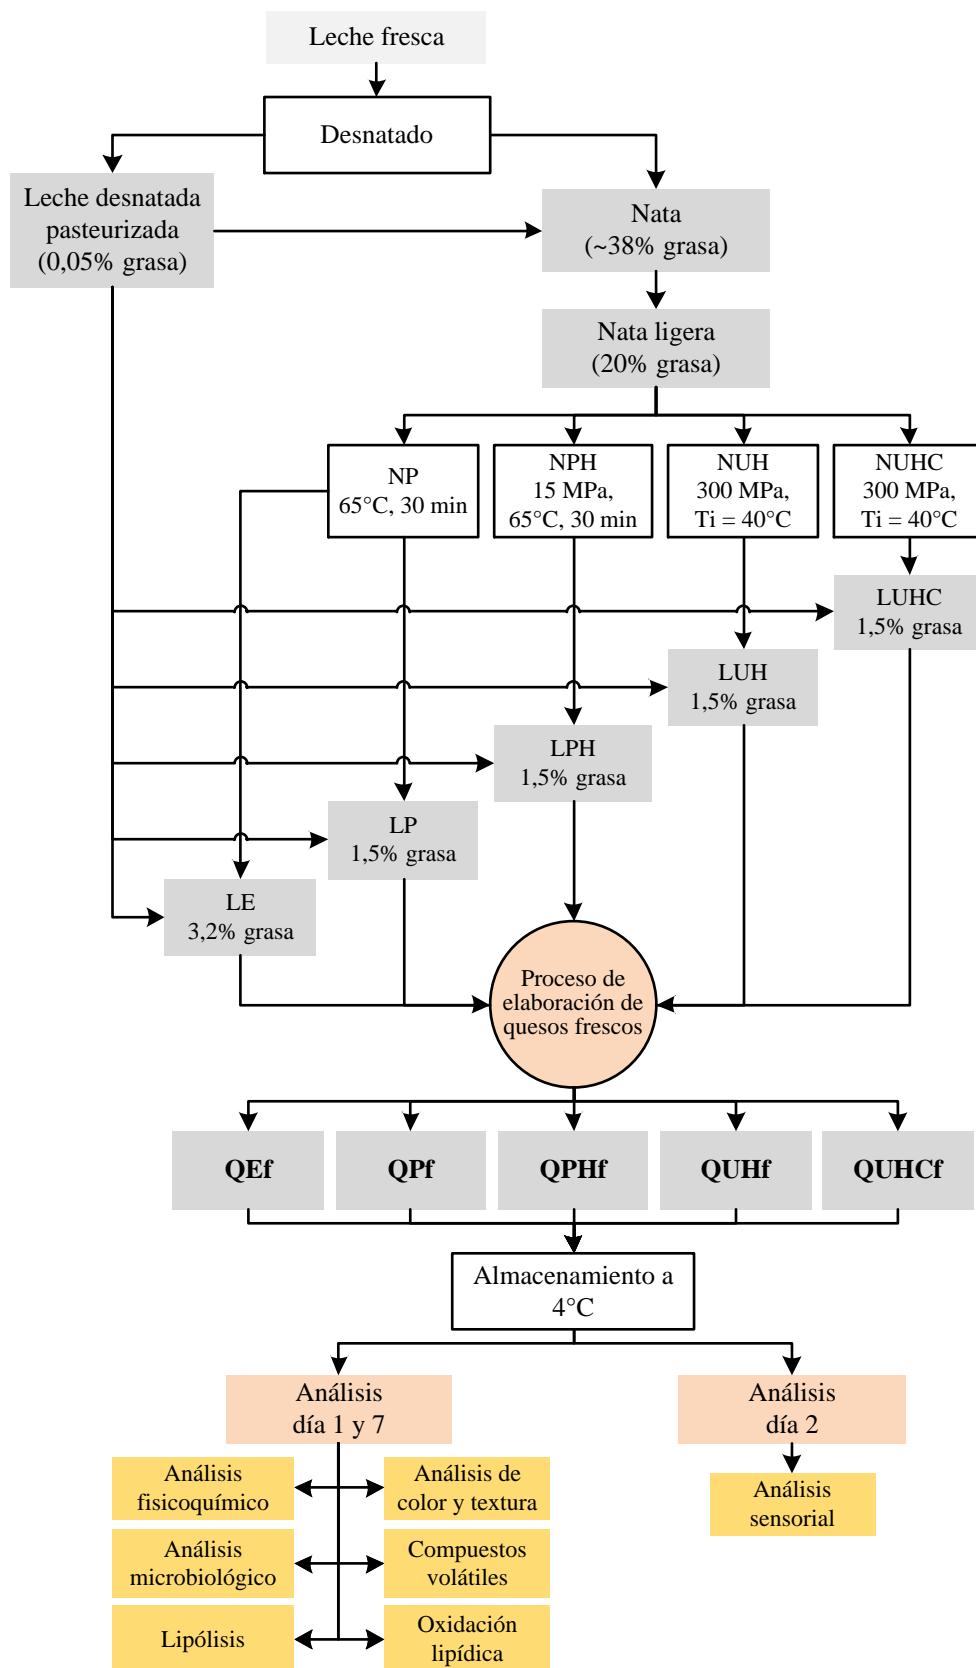 Leche fresca
Desnatado
Leche desnatada
pasteurizada
(0,05% grasa)
Nata
(~38% grasa)
Nata ligera
(20% grasa)
NP
65°C, 30 min
NPH
15 MPa,
65°C, 30 min
NUH
300 MPa,
Ti = 40°C
NUHC
300 MPa,
Ti = 40°C
LUHC
1,5% grasa
LUH
1,5% grasa
LPH
1,5% grasa
LP
1,5% grasa
LE
3,2% grasa
Proceso de
elaboración de
quesos frescos
QEf
QPf
QPHf
QUHf
QUHCf
Almacenamiento a
4°C
Análisis
día 1 y 7
Análisis
día 2
Análisis
fisicoquímico
Análisis de
color y textura
Análisis
sensorial
Análisis
microbiológico
Compuestos
volátiles
Lipólisis
Oxidación
lipídica